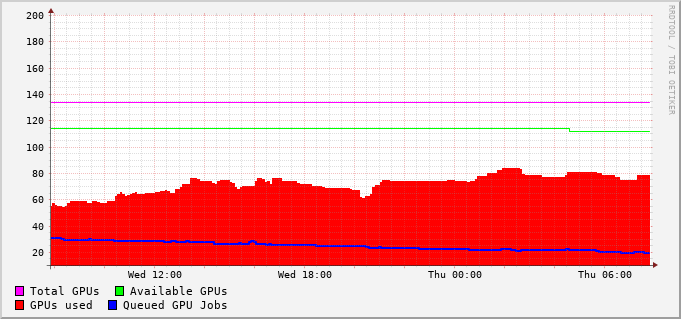 200
180
160
140
120
100
80
60
40
20
Wed 12:00 Wed 18:00 Thu 00:00 Thu 06:00
Total GPUs Available GPUs
GPUs used Queued GPU Jobs
RRDTOOL / TOBI OETIKER